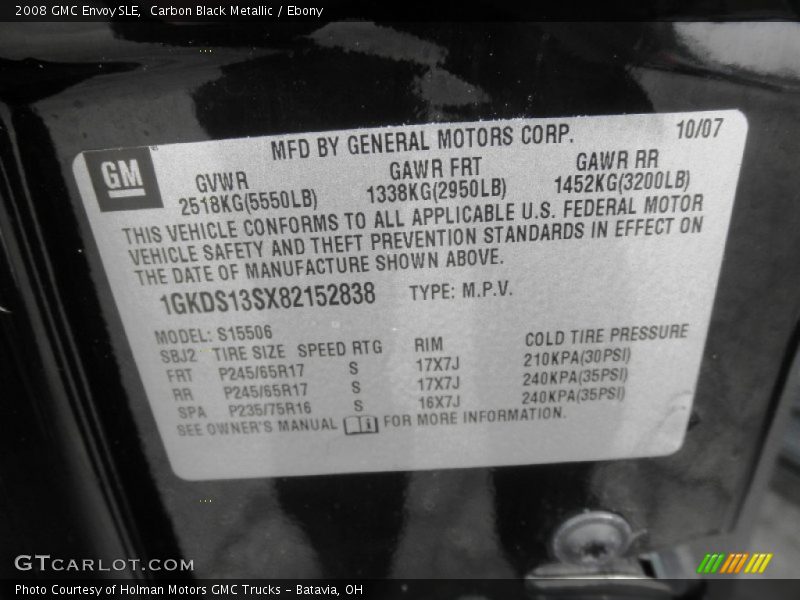 2008 GMC Envoy SLE, Carbon Black Metallic / Ebony
GM
MFD BY GENERAL MOTORS CORP. 10/07
GVWR GAWR FRT GAWR RR
2518KG(5550LB) 1338KG(2950LB) 1452KG(3200LB)
THIS VEHICLE CONFORMS TO ALL APPLICABLE U.S. FEDERAL MOTOR
VEHICLE SAFETY AND THEFT PREVENTION STANDARDS IN EFFECT ON
THE DATE OF MANUFACTURE SHOWN ABOVE.
1GKDS13SX82152838 TYPE: M.P.V.
MODEL: S15506
SBJ2 TIRE SIZE SPEED RTG RIM COLD TIRE PRESSURE
FRT P245/65R17 S 17X7J 210KPA(30PSI)
RR P245/65R17 S 17X7J 240KPA(35PSI)
SPA P235/75R16 S 16X7J 240KPA(35PSI)
SEE OWNER'S MANUAL FOR MORE INFORMATION.
GTCARLOT.COM
Photo Courtesy of Holman Motors GMC Trucks - Batavia, OH